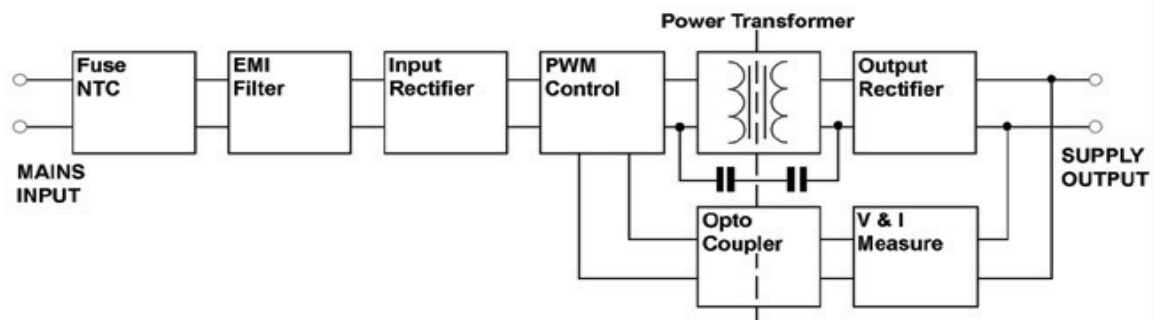 Power Transformer
Fuse
NTC
EMI
Filter
Input
Rectifier
PWM
Control
Output
Rectifier
MAINS
INPUT
SUPPLY
OUTPUT
Opto
Coupler
V & I
Measure